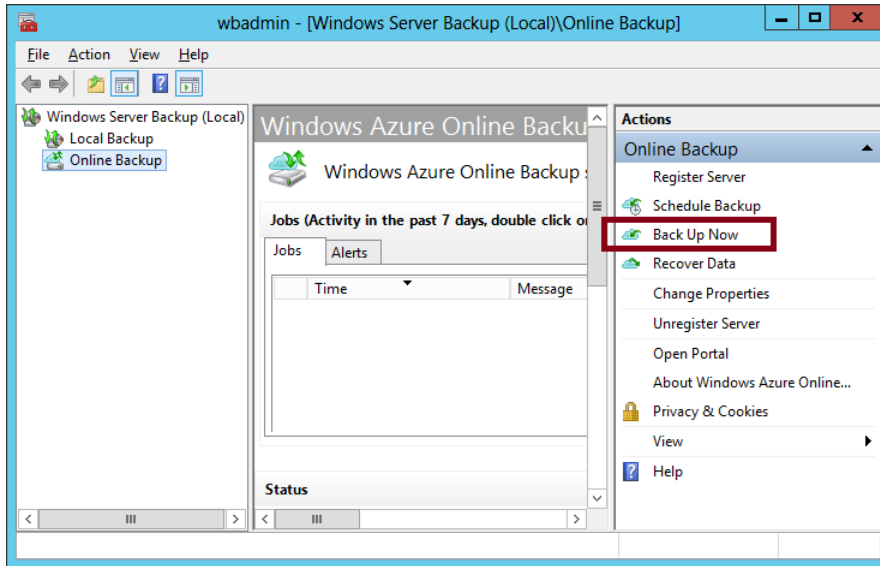 wbadmin - [Windows Server Backup (Local)\Online Backup]
File Action View Help
Windows Server Backup (Local)
Local Backup
Online Backup
Windows Azure Online Backu
Windows Azure Online Backup
Jobs (Activity in the past 7 days, double click
Jobs Alerts
Time Message
Status
Actions
Online Backup
Register Server
Schedule Backup
Back Up Now
Recover Data
Change Properties
Unregister Server
Open Portal
About Windows Azure Online...
Privacy & Cookies
View
Help